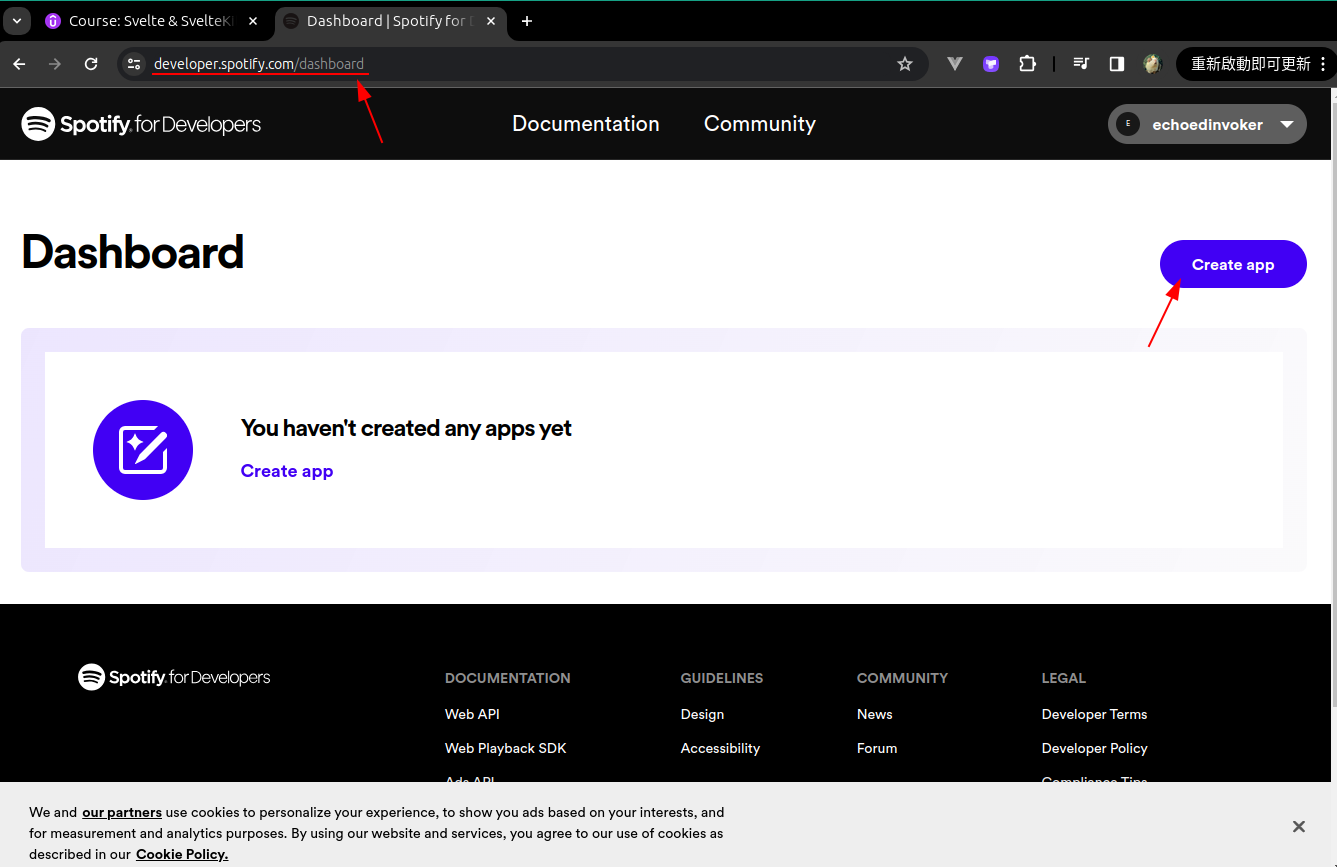 Course: Svelte & SvelteK
Dashboard | Spotify for D
developer.spotify.com/dashboard
重新啟動即可更新
Spotify for Developers
Documentation
Community
E
echoedinvoker
Dashboard
Create app
You haven't created any apps yet
Create app
Spotify for Developers
DOCUMENTATION
Web API
Web Playback SDK
Ads API
GUIDELINES
Design
Accessibility
COMMUNITY
News
Forum
LEGAL
Developer Terms
Developer Policy
Compliance Tips
We and our partners use cookies to personalize your experience, to show you ads based on your interests, and
for measurement and analytics purposes. By using our website and services, you agree to our use of cookies as
described in our Cookie Policy.